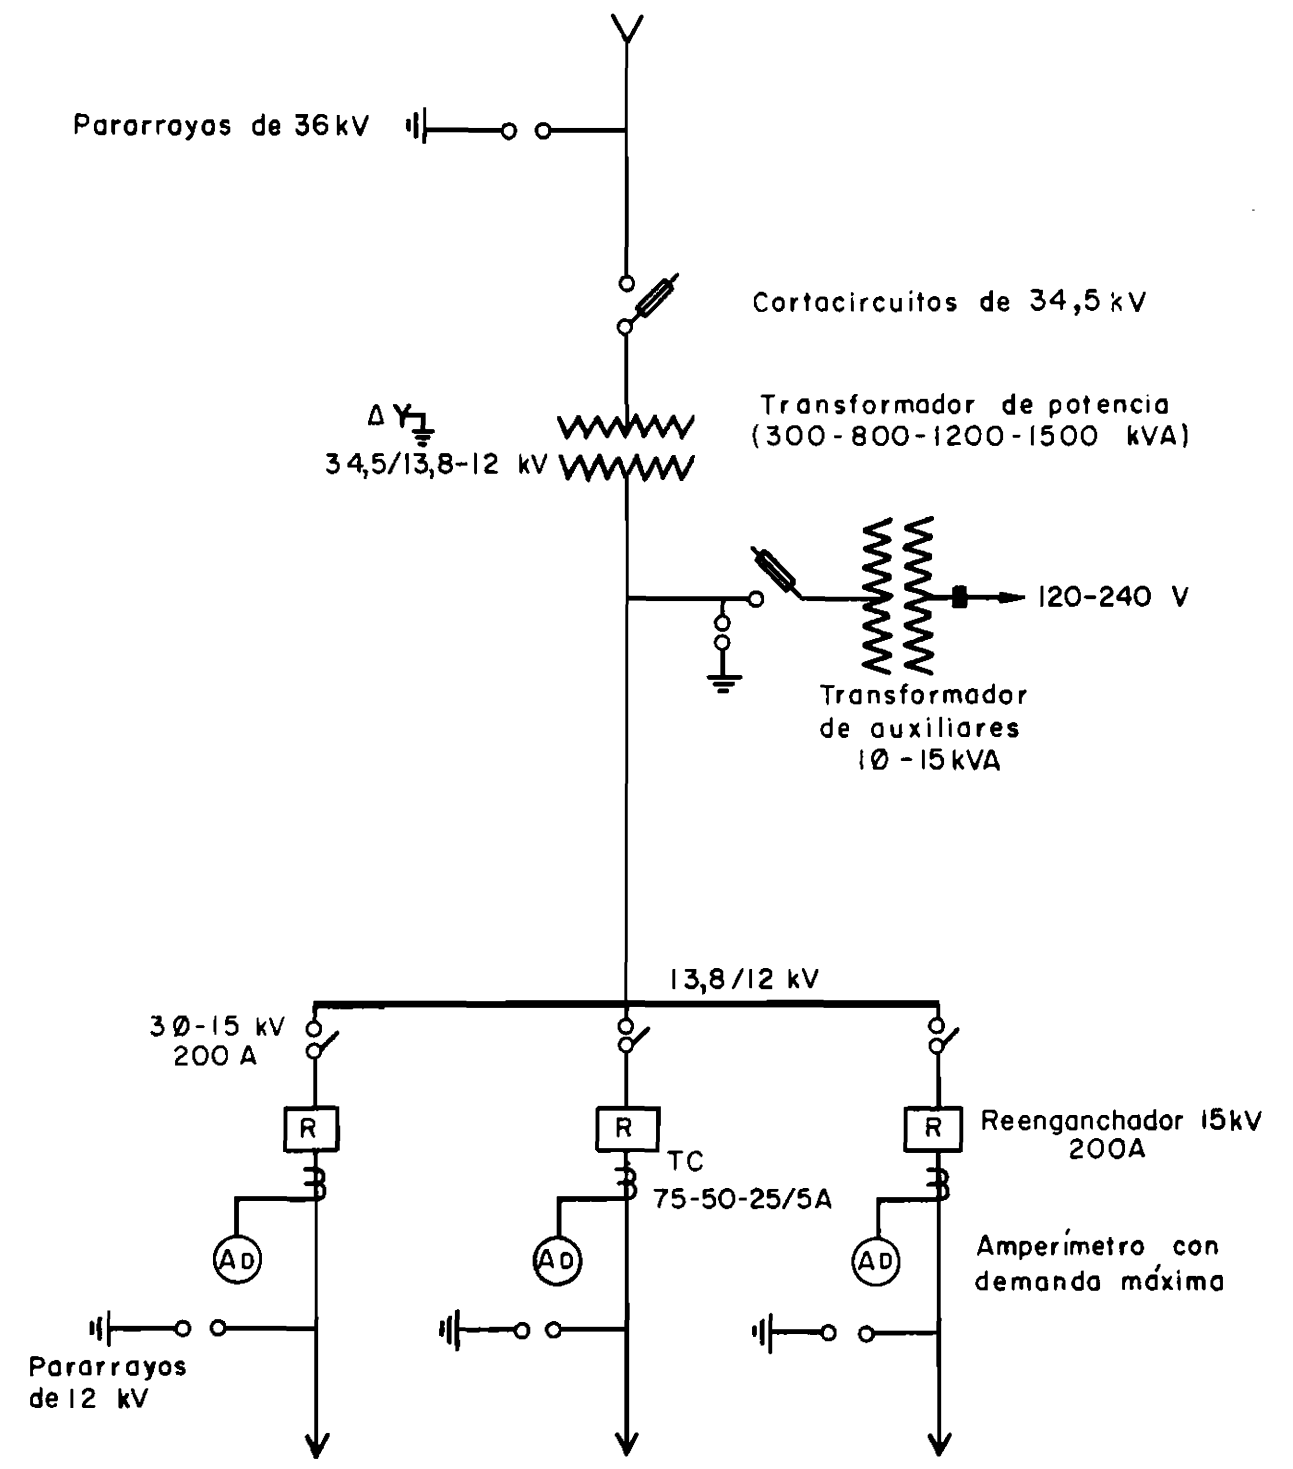 Pararrayos de 36 kV
Cortacircuitos de 34,5 kV
Δ Y
34,5/13,8-12 kV
Transformador de potencia
(300-800-1200-1500 kVA)
120-240 V
Transformador
de auxiliares
1Ø-15 kVA
13,8/12 kV
3Ø-15 kV
200 A
R
R
R
Reenganchador 15kV
200A
TC
75-50-25/5A
AD
AD
AD
Amperímetro con
demanda máxima
Pararrayos
de 12 kV